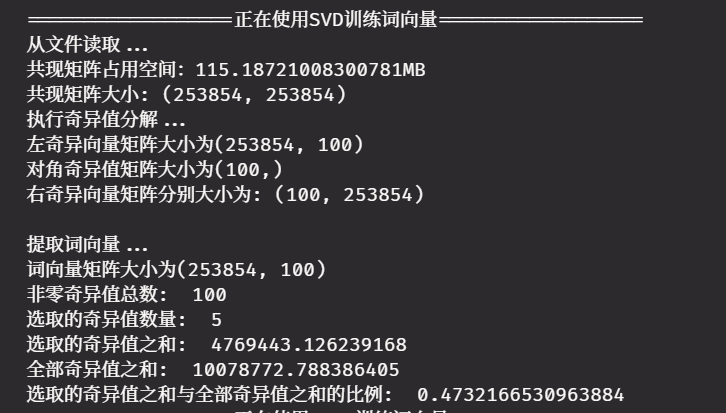 ====================正在使用SVD训练词向量====================
从文件读取 ...
共现矩阵占用空间: 115.18721008300781MB
共现矩阵大小: (253854, 253854)
执行奇异值分解 ...
左奇异向量矩阵大小为(253854, 100)
对角奇异值矩阵大小为(100,)
右奇异向量矩阵分别大小为: (100, 253854)
提取词向量 ...
词向量矩阵大小为(253854, 100)
非零奇异值总数:  100
选取的奇异值数量:  5
选取的奇异值之和:  4769443.126239168
全部奇异值之和:  10078772.788386405
选取的奇异值之和与全部奇异值之和的比例:  0.4732166530963884